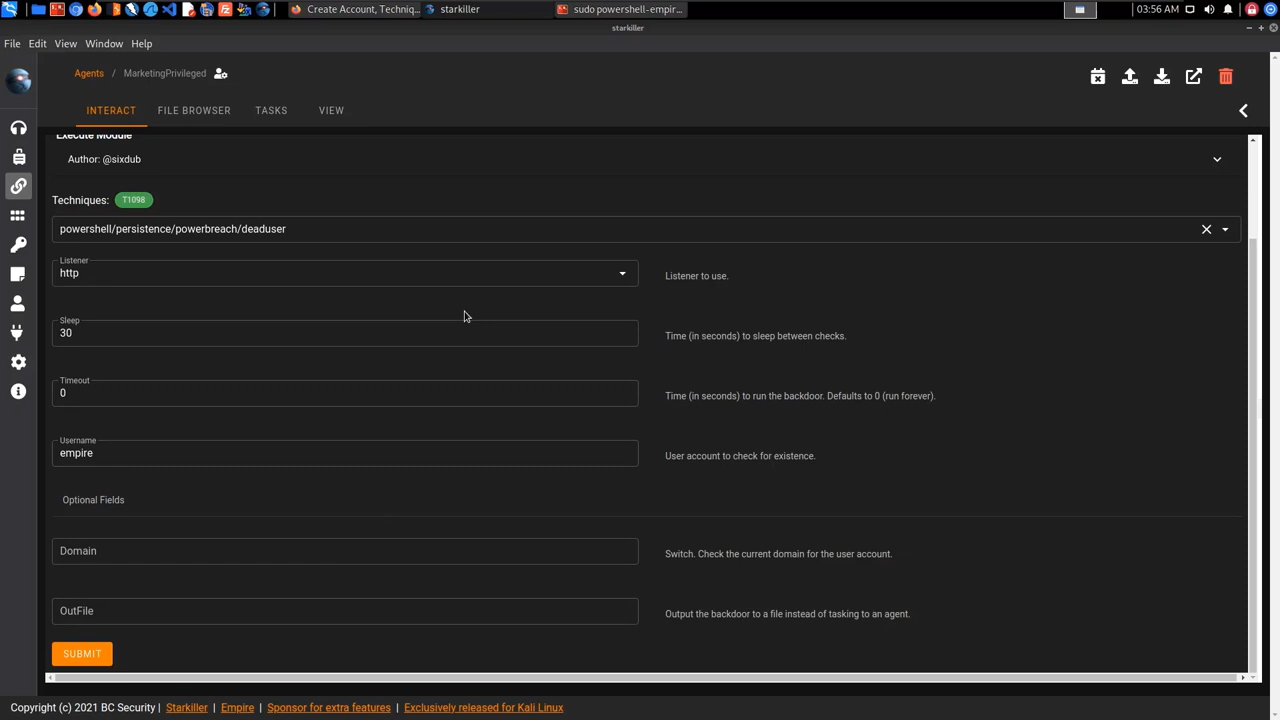 Create Account, Techniq...
starkiller
sudo powershell-empir...
03:56 AM
starkiller
File Edit View Window Help
Agents / MarketingPrivileged
INTERACT FILE BROWSER TASKS VIEW
Execute Module
Author: @sixdub
Techniques: T1098
powershell/persistence/powerbreach/deaduser
Listener
http
Listener to use.
Sleep
30
Time (in seconds) to sleep between checks.
Timeout
0
Time (in seconds) to run the backdoor. Defaults to 0 (run forever).
Username
empire
User account to check for existence.
Optional Fields
Domain
Switch. Check the current domain for the user account.
OutFile
Output the backdoor to a file instead of tasking to an agent.
SUBMIT
Copyright (c) 2021 BC Security | Starkiller | Empire | Sponsor for extra features | Exclusively released for Kali Linux